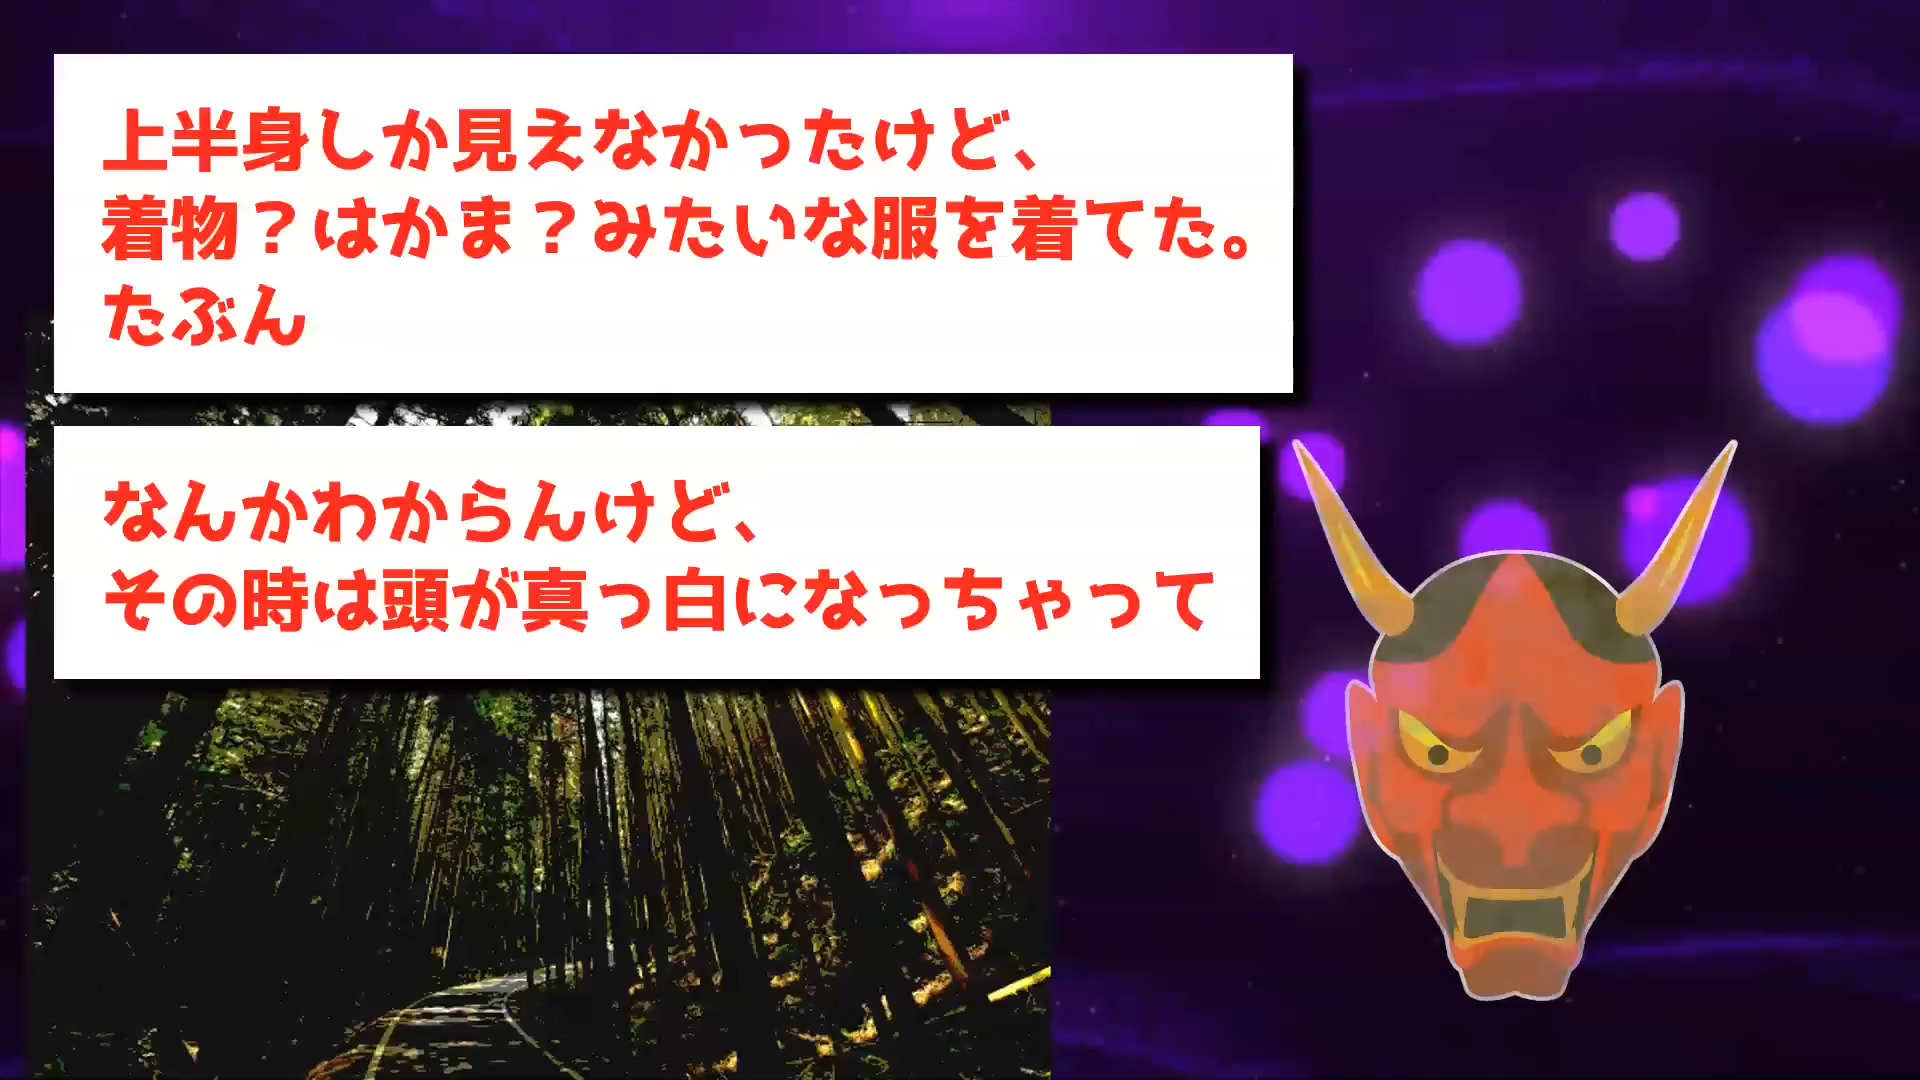 上半身しか見えなかったけど、
着物？はかま？みたいな服を着てた。
たぶん
なんかわからんけど、
その時は頭が真っ白になっちゃって